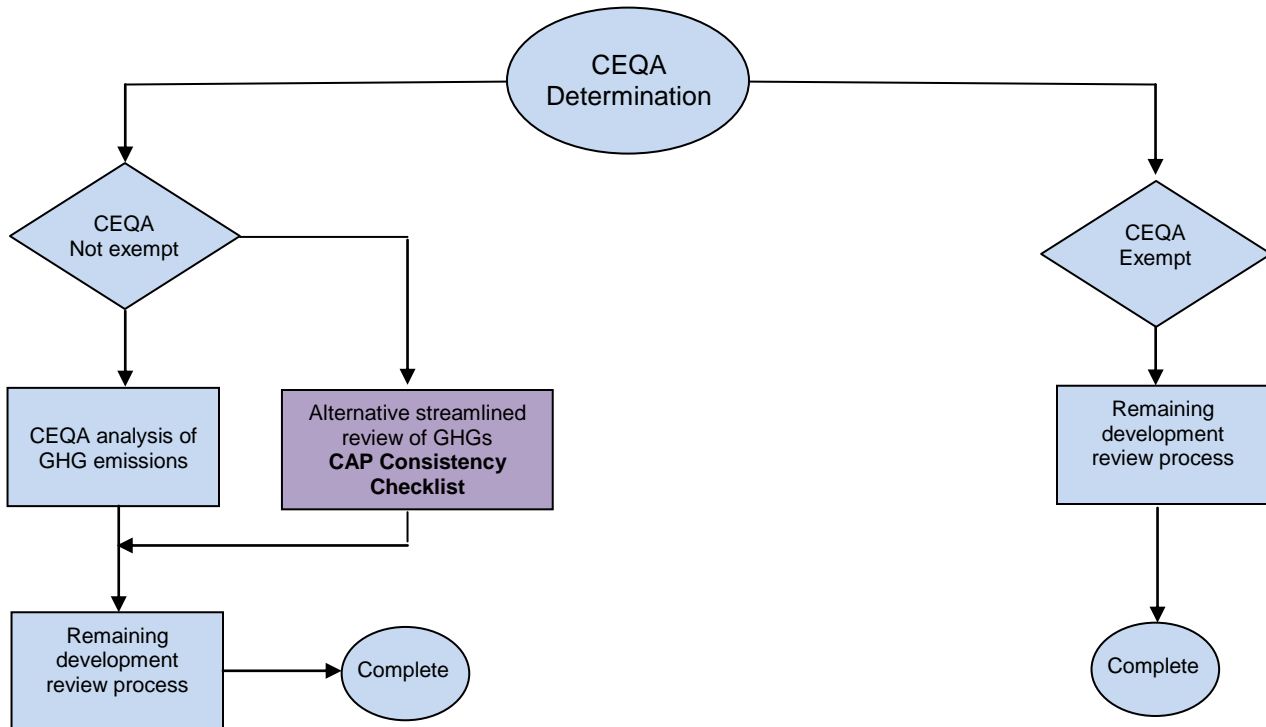 CEQA
Determination
CEQA
Not exempt
CEQA
Exempt
CEQA analysis of
GHG emissions
Alternative streamlined
review of GHGs
CAP Consistency
Checklist
Remaining
development
review process
Remaining
development
review process
Complete
Complete